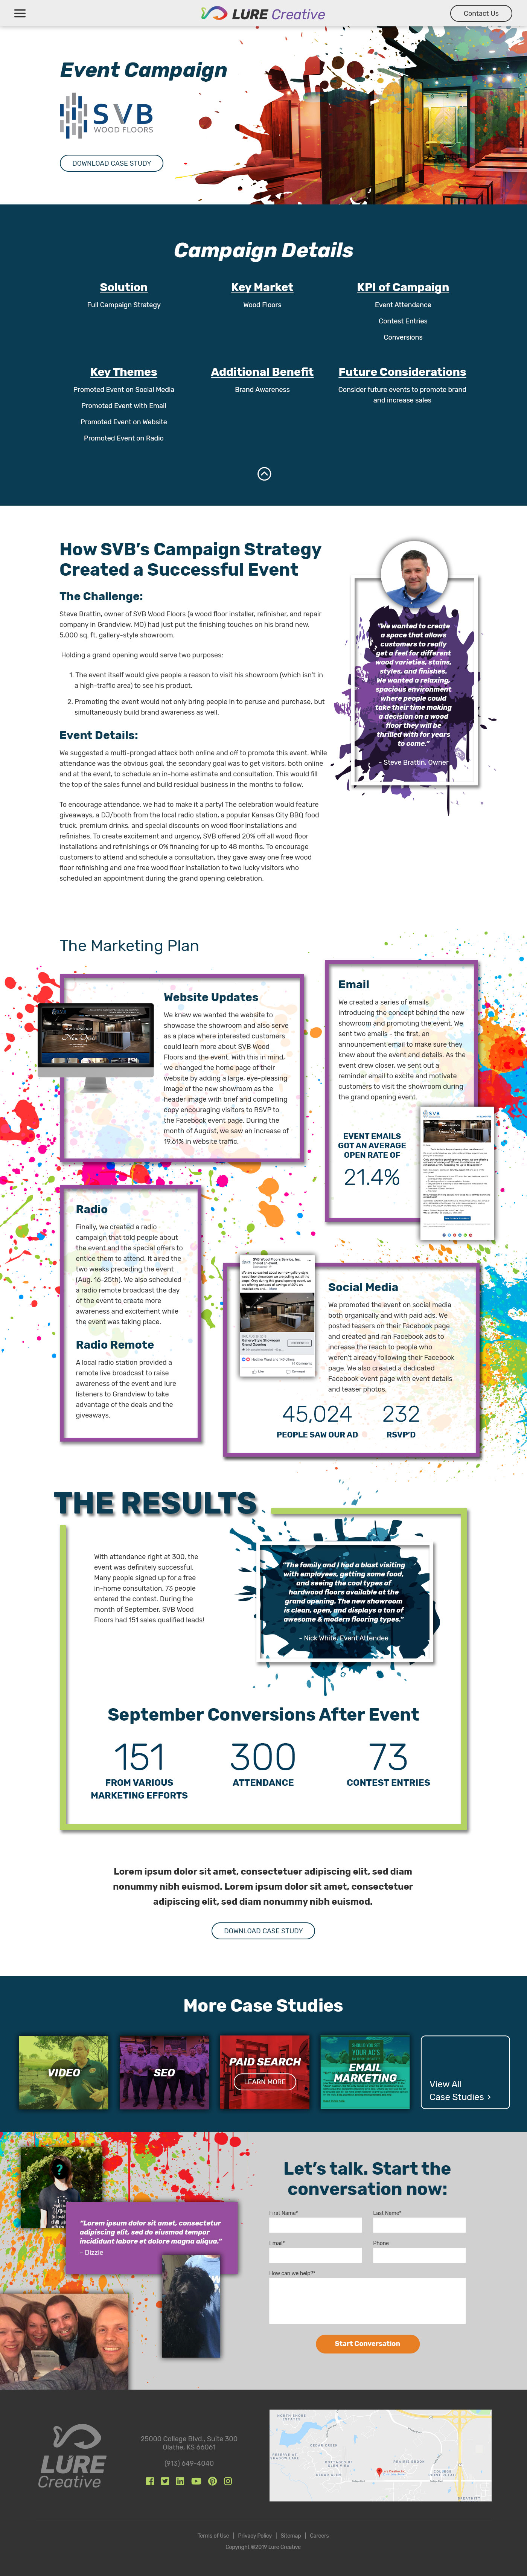 LURE Creative
Contact Us
Event Campaign
SVB
WOOD FLOORS
DOWNLOAD CASE STUDY
Campaign Details
Solution
Full Campaign Strategy
Key Market
Wood Floors
KPI of Campaign
Event Attendance
Contest Entries
Conversions
Key Themes
Promoted Event on Social Media
Promoted Event with Email
Promoted Event on Website
Promoted Event on Radio
Additional Benefit
Brand Awareness
Future Considerations
Consider future events to promote brand
and increase sales
How SVB's Campaign Strategy
Created a Successful Event
The Challenge:
Steve Brattin, owner of SVB Wood Floors (a wood floor installer, refinisher, and repair
company in Grandview, MO) had just put the finishing touches on his brand new,
5,000 sq. ft. gallery-style showroom.
Holding a grand opening would serve two purposes:
1. The event itself would give people a reason to visit his showroom (which isn't in
a high-traffic area) to see his product.
2. Promoting the event would not only bring people in to peruse and purchase, but
simultaneously build brand awareness as well.
"We wanted to create
a space that allows
customers to really
get a feel for different
wood varieties, stains,
styles, and finishes.
We wanted a relaxing,
spacious environment
where people could
take their time making
a decision on a wood
floor they will be
thrilled with for years
to come."
- Steve Brattin, Owner
Event Details:
We suggested a multi-pronged attack both online and off to promote this event. While
attendance was the obvious goal, the secondary goal was to get visitors, both online
and at the event, to schedule an in-home estimate and consultation. This would fill
the top of the sales funnel and build residual business in the months to follow.
To encourage attendance, we had to make it a party! The celebration would feature
giveaways, a DJ/booth from the local radio station, a popular Kansas City BBQ food
truck, premium drinks, and special discounts on wood floor installations and
refinishes. To create excitement and urgency, SVB offered 20% off all wood floor
installations and refinishings or 0% financing for up to 48 months. To encourage
customers to attend and schedule a consultation, they gave away one free wood
floor refinishing and one free wood floor installation to two lucky visitors who
scheduled an appointment during the grand opening celebration.
The Marketing Plan
Website Updates
We knew we wanted the website to
showcase the showroom and also serve
as a place where interested customers
could learn more about SVB Wood
Floors and the event. With this in mind,
we changed the home page of their
website by adding a large, eye-pleasing
image of the new showroom as the
header image with brief and compelling
copy encouraging visitors to RSVP to
the Facebook event page. During the
month of August, we saw an increase of
19.61% in website traffic.
Email
We created a series of emails
introducing the concept behind the new
showroom and promoting the event. We
sent two emails - the first, an
announcement email to make sure they
knew about the event and details. As the
event drew closer, we sent out a
reminder email to excite and motivate
customers to visit the showroom during
the grand opening event.
EVENT EMAILS
GOT AN AVERAGE
OPEN RATE OF
21.4%
Radio
Finally, we created a radio
campaign that told people about
the event and the special offers to
entice them to attend. It aired the
two weeks preceding the event
(Aug. 16-25th). We also scheduled
a radio remote to broadcast the day
of the event to create more
awareness and excitement while
the event was taking place.
Radio Remote
A local radio station provided a
remote live broadcast to raise
awareness of the event and lure
listeners to Grandview to take
advantage of the deals and the
giveaways.
Social Media
We promoted the event on social media
both organically and with paid ads. We
posted teasers on their Facebook page
and created and ran Facebook ads to
increase the reach to people who
weren't already following their Facebook
page. We also created a dedicated
Facebook event page with event details
and teaser photos.
45,024
PEOPLE SAW OUR AD
232
RSVP'D
THE RESULTS
With attendance right at 300, the
event was definitely successful.
Many people signed up for a free
in-home consultation. 73 people
entered the contest. During the
month of September, SVB Wood
Floors had 151 sales qualified leads!
"The family and I had a blast visiting
with employees, getting some food,
and seeing the cool types of
hardwood floors available at the
grand opening. The new showroom
is clean, open, and displays a ton of
awesome & modern flooring types."
- Nick White, Event Attendee
September Conversions After Event
151
FROM VARIOUS
MARKETING EFFORTS
300
ATTENDANCE
73
CONTEST ENTRIES
Lorem ipsum dolor sit amet, consectetuer adipiscing elit, sed diam
nonummy nibh euismod. Lorem ipsum dolor sit amet, consectetuer
adipiscing elit, sed diam nonummy nibh euismod.
DOWNLOAD CASE STUDY
More Case Studies
VIDEO
SEO
PAID SEARCH
LEARN MORE
EMAIL
MARKETING
View All
Case Studies >
"Lorem ipsum dolor sit amet, consectetur
adipiscing elit, sed do eiusmod tempor
incididunt labore et dolore magna aliqua."
- Dizzie
Let's talk. Start the
conversation now:
First Name*
Last Name*
Email*
Phone
How can we help?*
Start Conversation
LURE
Creative
25000 College Blvd., Suite 300
Olathe, KS 66061
(913) 649-4040
Terms of Use | Privacy Policy | Sitemap | Careers
Copyright ©2019 Lure Creative